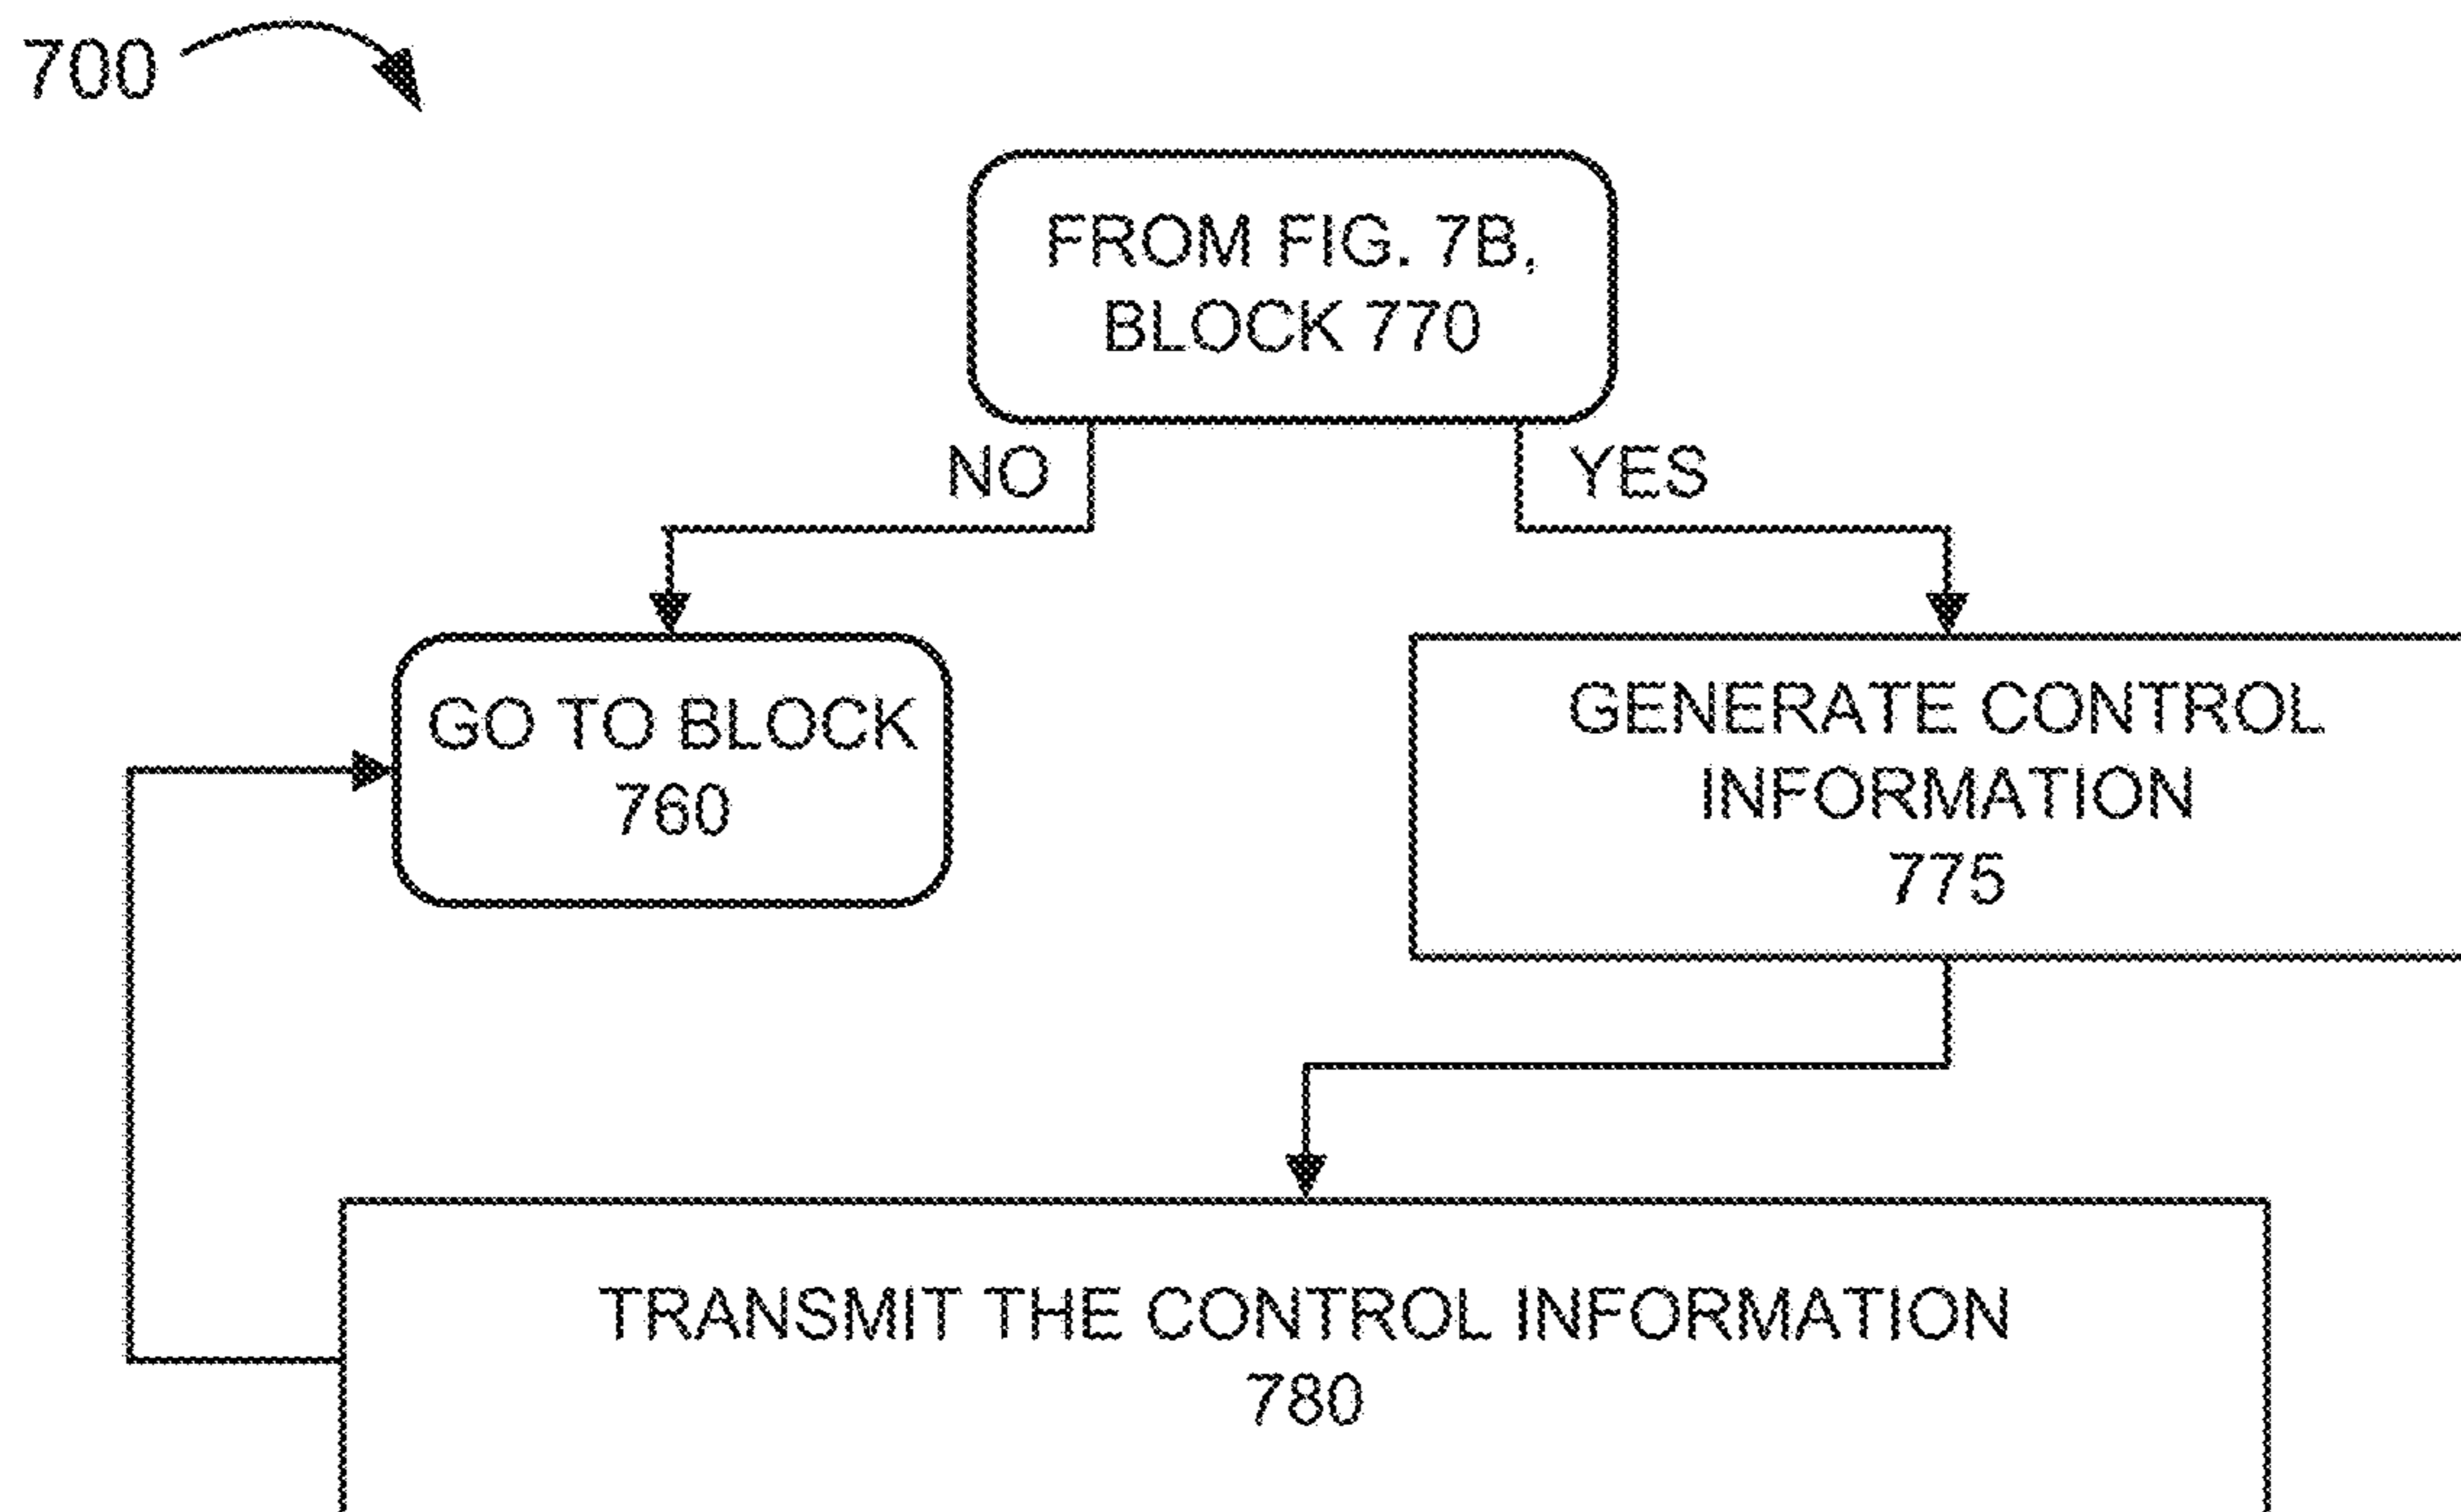 700
FROM FIG. 7B,
BLOCK 770
NO
YES
GO TO BLOCK
760
GENERATE CONTROL
INFORMATION
775
TRANSMIT THE CONTROL INFORMATION
780